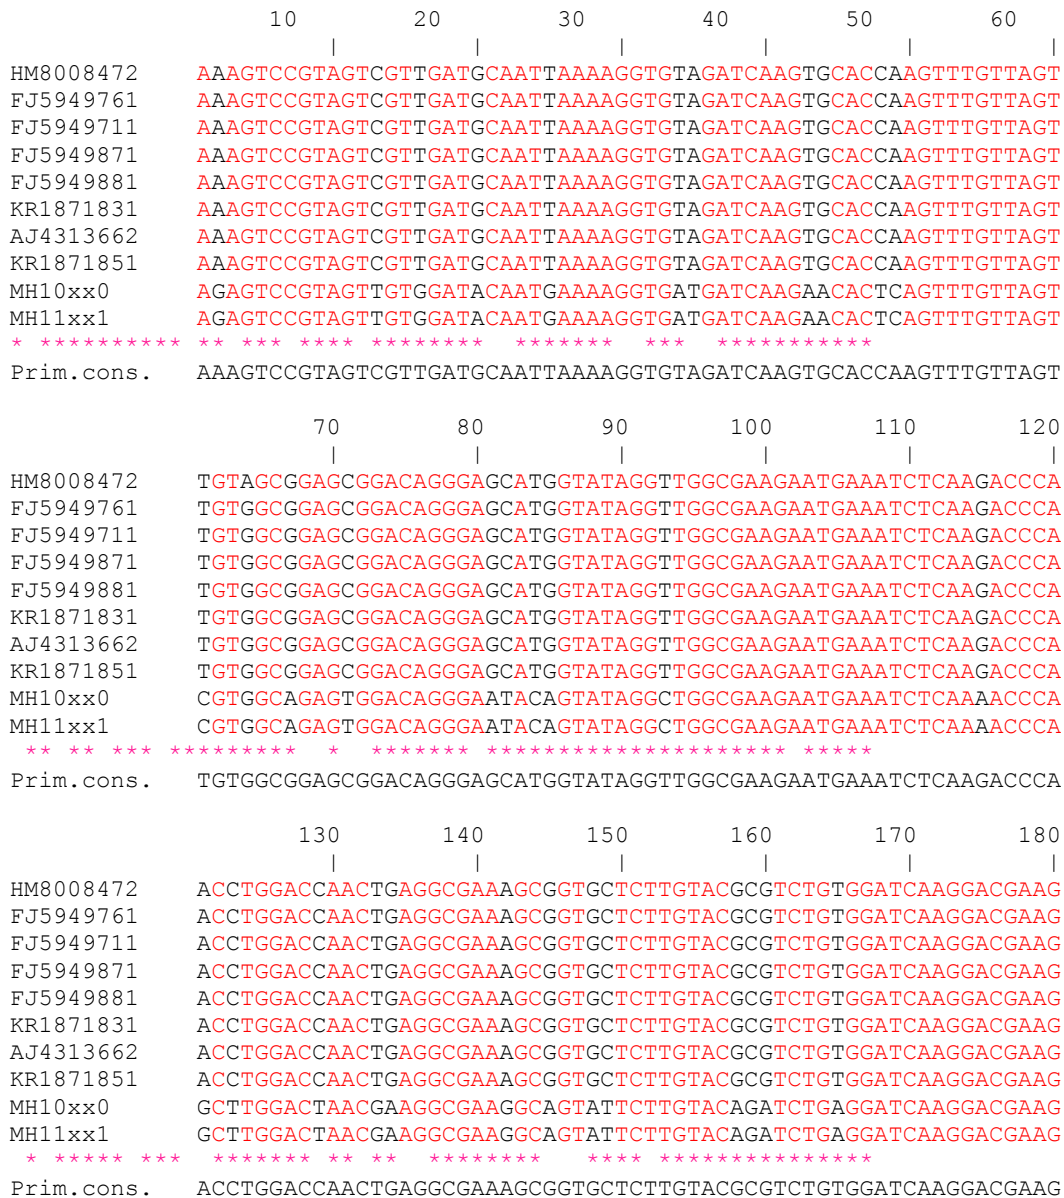 10 20 30 40 50 60
| | | | | |
HM8008472 AAAGTCCGTAGTCGTTGATGCAATTAAAAGGTGTAGATCAAGTGCACCAAGTTTGTTAGT
FJ5949761 AAAGTCCGTAGTCGTTGATGCAATTAAAAGGTGTAGATCAAGTGCACCAAGTTTGTTAGT
FJ5949711 AAAGTCCGTAGTCGTTGATGCAATTAAAAGGTGTAGATCAAGTGCACCAAGTTTGTTAGT
FJ5949871 AAAGTCCGTAGTCGTTGATGCAATTAAAAGGTGTAGATCAAGTGCACCAAGTTTGTTAGT
FJ5949881 AAAGTCCGTAGTCGTTGATGCAATTAAAAGGTGTAGATCAAGTGCACCAAGTTTGTTAGT
KR1871831 AAAGTCCGTAGTCGTTGATGCAATTAAAAGGTGTAGATCAAGTGCACCAAGTTTGTTAGT
AJ4313662 AAAGTCCGTAGTCGTTGATGCAATTAAAAGGTGTAGATCAAGTGCACCAAGTTTGTTAGT
KR1871851 AAAGTCCGTAGTCGTTGATGCAATTAAAAGGTGTAGATCAAGTGCACCAAGTTTGTTAGT
MH10xx0 AGAGTCCGTAGTTGTGGATACAATGAAAAGGTGATGATCAAGAACACTCAGTTTGTTAGT
MH11xx1 AGAGTCCGTAGTTGTGGATACAATGAAAAGGTGATGATCAAGAACACTCAGTTTGTTAGT
* ********** ** *** **** ********  *******  ***  ***********
Prim.cons. AAAGTCCGTAGTCGTTGATGCAATTAAAAGGTGTAGATCAAGTGCACCAAGTTTGTTAGT
70 80 90 100 110 120
| | | | | |
HM8008472 TGTAGCGGAGCGGACAGGGAGCATGGTATAGGTTGGCGAAGAATGAAATCTCAAGACCCA
FJ5949761 TGTGGCGGAGCGGACAGGGAGCATGGTATAGGTTGGCGAAGAATGAAATCTCAAGACCCA
FJ5949711 TGTGGCGGAGCGGACAGGGAGCATGGTATAGGTTGGCGAAGAATGAAATCTCAAGACCCA
FJ5949871 TGTGGCGGAGCGGACAGGGAGCATGGTATAGGTTGGCGAAGAATGAAATCTCAAGACCCA
FJ5949881 TGTGGCGGAGCGGACAGGGAGCATGGTATAGGTTGGCGAAGAATGAAATCTCAAGACCCA
KR1871831 TGTGGCGGAGCGGACAGGGAGCATGGTATAGGTTGGCGAAGAATGAAATCTCAAGACCCA
AJ4313662 TGTGGCGGAGCGGACAGGGAGCATGGTATAGGTTGGCGAAGAATGAAATCTCAAGACCCA
KR1871851 TGTGGCGGAGCGGACAGGGAGCATGGTATAGGTTGGCGAAGAATGAAATCTCAAGACCCA
MH10xx0 CGTGGCAGAGTGGACAGGGAATACAGTATAGGCTGGCGAAGAATGAAATCTCAAAACCCA
MH11xx1 CGTGGCAGAGTGGACAGGGAATACAGTATAGGCTGGCGAAGAATGAAATCTCAAAACCCA
** ** *** *********  *  ******* ********************* *****
Prim.cons. TGTGGCGGAGCGGACAGGGAGCATGGTATAGGTTGGCGAAGAATGAAATCTCAAGACCCA
130 140 150 160 170 180
| | | | | |
HM8008472 ACCTGGACCAACTGAGGCGAAAGCGGTGCTCTTGTACGCGTCTGTGGATCAAGGACGAAG
FJ5949761 ACCTGGACCAACTGAGGCGAAAGCGGTGCTCTTGTACGCGTCTGTGGATCAAGGACGAAG
FJ5949711 ACCTGGACCAACTGAGGCGAAAGCGGTGCTCTTGTACGCGTCTGTGGATCAAGGACGAAG
FJ5949871 ACCTGGACCAACTGAGGCGAAAGCGGTGCTCTTGTACGCGTCTGTGGATCAAGGACGAAG
FJ5949881 ACCTGGACCAACTGAGGCGAAAGCGGTGCTCTTGTACGCGTCTGTGGATCAAGGACGAAG
KR1871831 ACCTGGACCAACTGAGGCGAAAGCGGTGCTCTTGTACGCGTCTGTGGATCAAGGACGAAG
AJ4313662 ACCTGGACCAACTGAGGCGAAAGCGGTGCTCTTGTACGCGTCTGTGGATCAAGGACGAAG
KR1871851 ACCTGGACCAACTGAGGCGAAAGCGGTGCTCTTGTACGCGTCTGTGGATCAAGGACGAAG
MH10xx0 GCTTGGACTAACGAAGGCGAAGGCAGTATTCTTGTACAGATCTGAGGATCAAGGACGAAG
MH11xx1 GCTTGGACTAACGAAGGCGAAGGCAGTATTCTTGTACAGATCTGAGGATCAAGGACGAAG
* ***** ***  ******* ** **  ********   **** ***************
Prim.cons. ACCTGGACCAACTGAGGCGAAAGCGGTGCTCTTGTACGCGTCTGTGGATCAAGGACGAAG